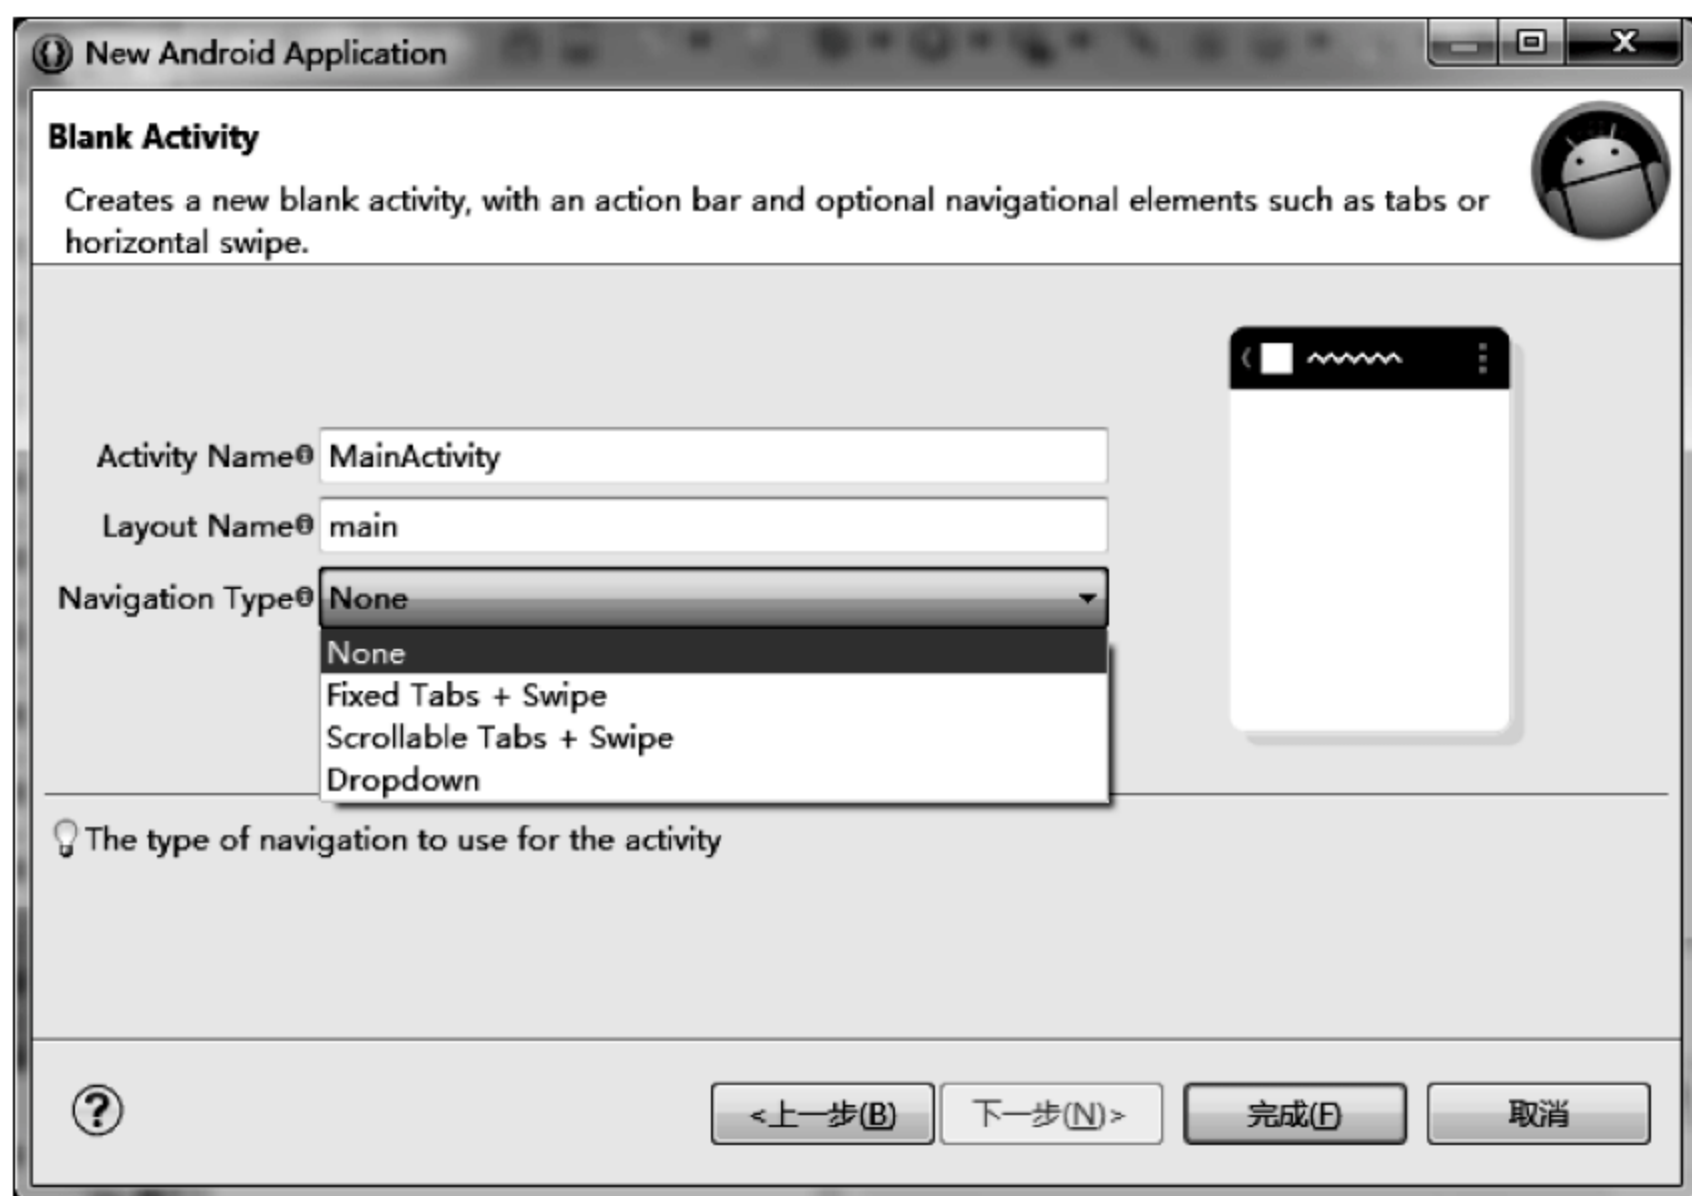 New Android Application
Blank Activity
Creates a new blank activity, with an action bar and optional navigational elements such as tabs or
horizontal swipe.
Activity Name MainActivity
Layout Name main
Navigation Type None
None
Fixed Tabs + Swipe
Scrollable Tabs + Swipe
Dropdown
The type of navigation to use for the activity
<上一步(B) 下一步(N)> 完成(F) 取消